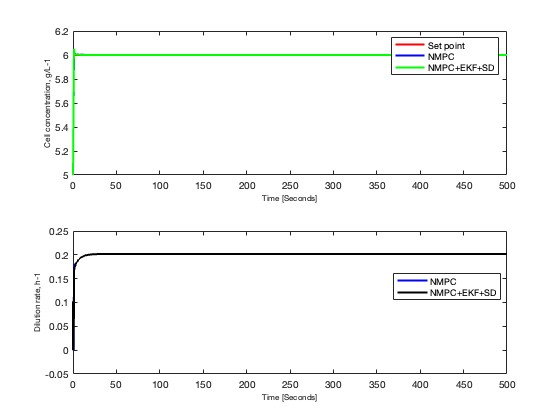 6.2
6
5.8
5.6
5.4
5.2
5
Cell concentration, g/L-1
Set point
NMPC
NMPC+EKF+SD
0 50 100 150 200 250 300 350 400 450 500
Time [Seconds]
0.25
0.2
0.15
0.1
0.05
0
-0.05
Dilution rate, h-1
NMPC
NMPC+EKF+SD
0 50 100 150 200 250 300 350 400 450 500
Time [Seconds]